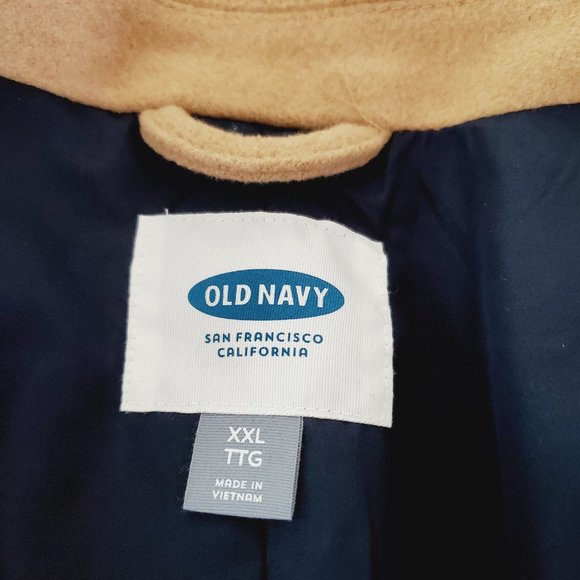 OLD NAVY
SAN FRANCISCO
CALIFORNIA
XXL
TTG
MADE IN
VIETNAM